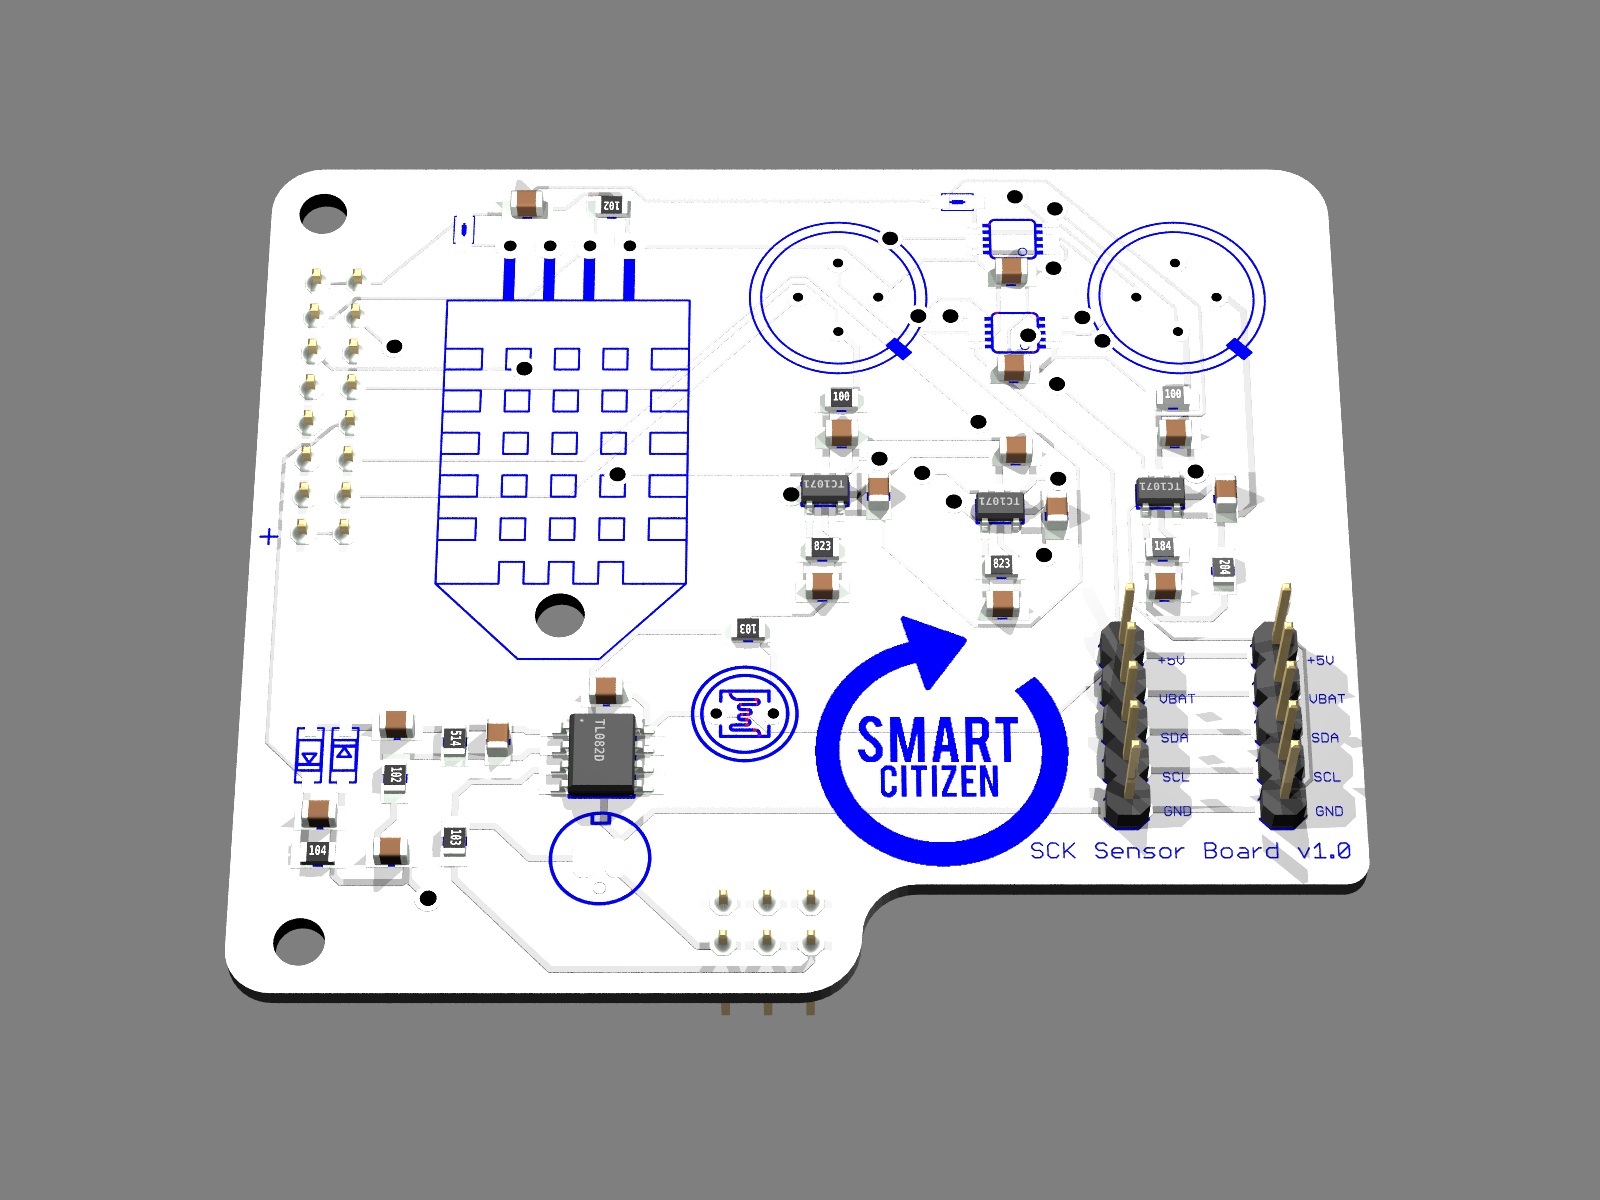 102
100
100
TC1071
TC1071
TC1071
823
184
823
204
103
+
+5V
+5V
VBAT
VBAT
TL082D
514
SDA
SDA
SMART
CITIZEN
102
SCL
SCL
GND
GND
103
104
SCK Sensor Board v1.0